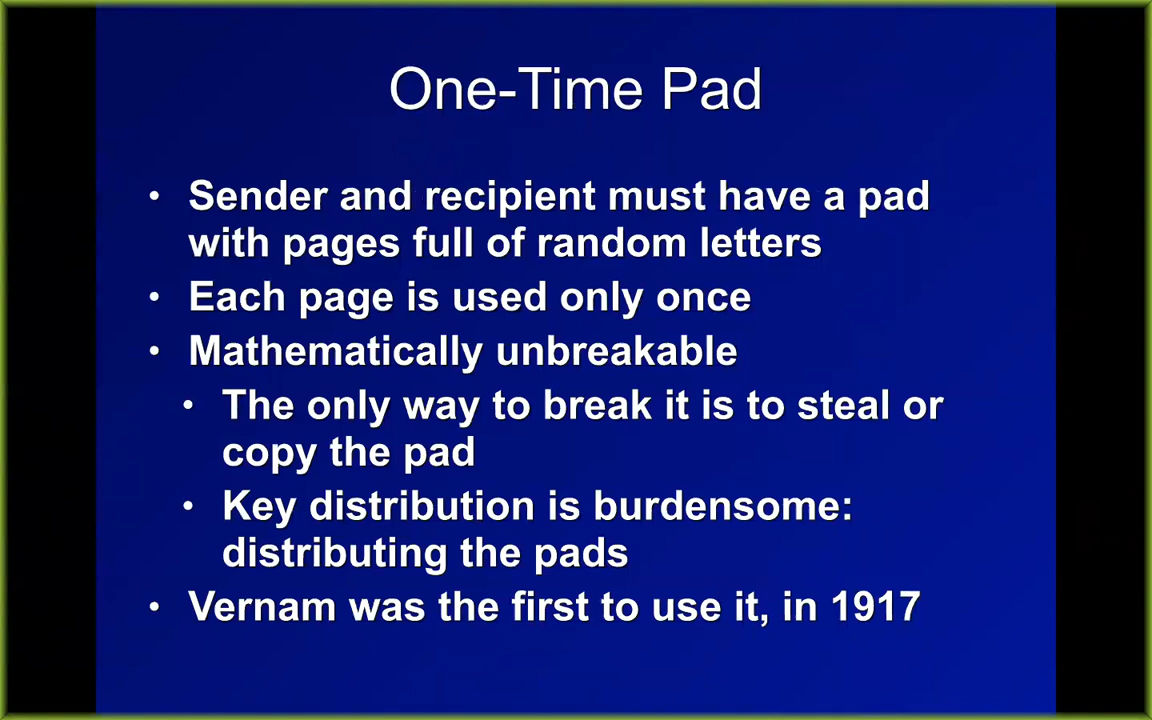 One-Time Pad
• Sender and recipient must have a pad
with pages full of random letters
• Each page is used only once
• Mathematically unbreakable
• The only way to break it is to steal or
copy the pad
• Key distribution is burdensome:
distributing the pads
• Vernam was the first to use it, in 1917